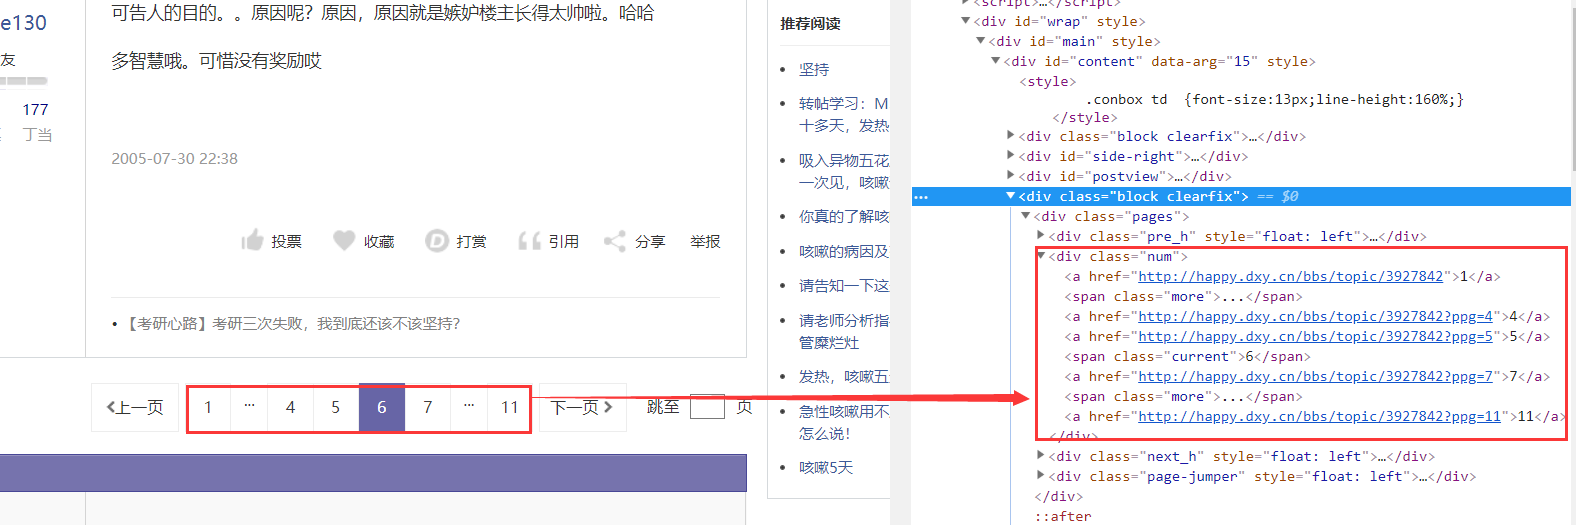 可告人的目的。。原因呢？原因，原因就是嫉妒楼主长得太帅啦。哈哈
e130
多智慧哦。可惜没有奖励哎
友
177
丁当
2005-07-30 22:38
投票 收藏 打赏 引用 分享 举报
• 【考研心路】考研三次失败，我到底还该不该坚持？
上一页 1 ... 4 5 6 7 ... 11 下一页 跳至 页
推荐阅读
• 坚持
• 转帖学习：M
十多天，发热
• 吸入异物五花
一次见，咳嗽
• 你真的了解咳
• 咳嗽的病因及
• 请告知一下这
• 请老师分析指
管糜烂灶
• 发热，咳嗽五
• 急性咳嗽用不
怎么说！
• 咳嗽5天
<script>…</script>
<div id="wrap" style>
<div id="main" style>
<div id="content" data-arg="15" style>
<style>
.conbox td {font-size:13px;line-height:160%;}
</style>
<div class="block clearfix">…</div>
<div id="side-right">…</div>
<div id="postview">…</div>
<div class="block clearfix"> == $0
<div class="pages">
<div class="pre_h" style="float: left">…</div>
<div class="num">
<a href="http://happy.dxy.cn/bbs/topic/3927842">1</a>
<span class="more">...</span>
<a href="http://happy.dxy.cn/bbs/topic/3927842?ppg=4">4</a>
<a href="http://happy.dxy.cn/bbs/topic/3927842?ppg=5">5</a>
<span class="current">6</span>
<a href="http://happy.dxy.cn/bbs/topic/3927842?ppg=7">7</a>
<span class="more">...</span>
<a href="http://happy.dxy.cn/bbs/topic/3927842?ppg=11">11</a>
</div>
<div class="next_h" style="float: left">…</div>
<div class="page-jumper" style="float: left">…</div>
</div>
::after